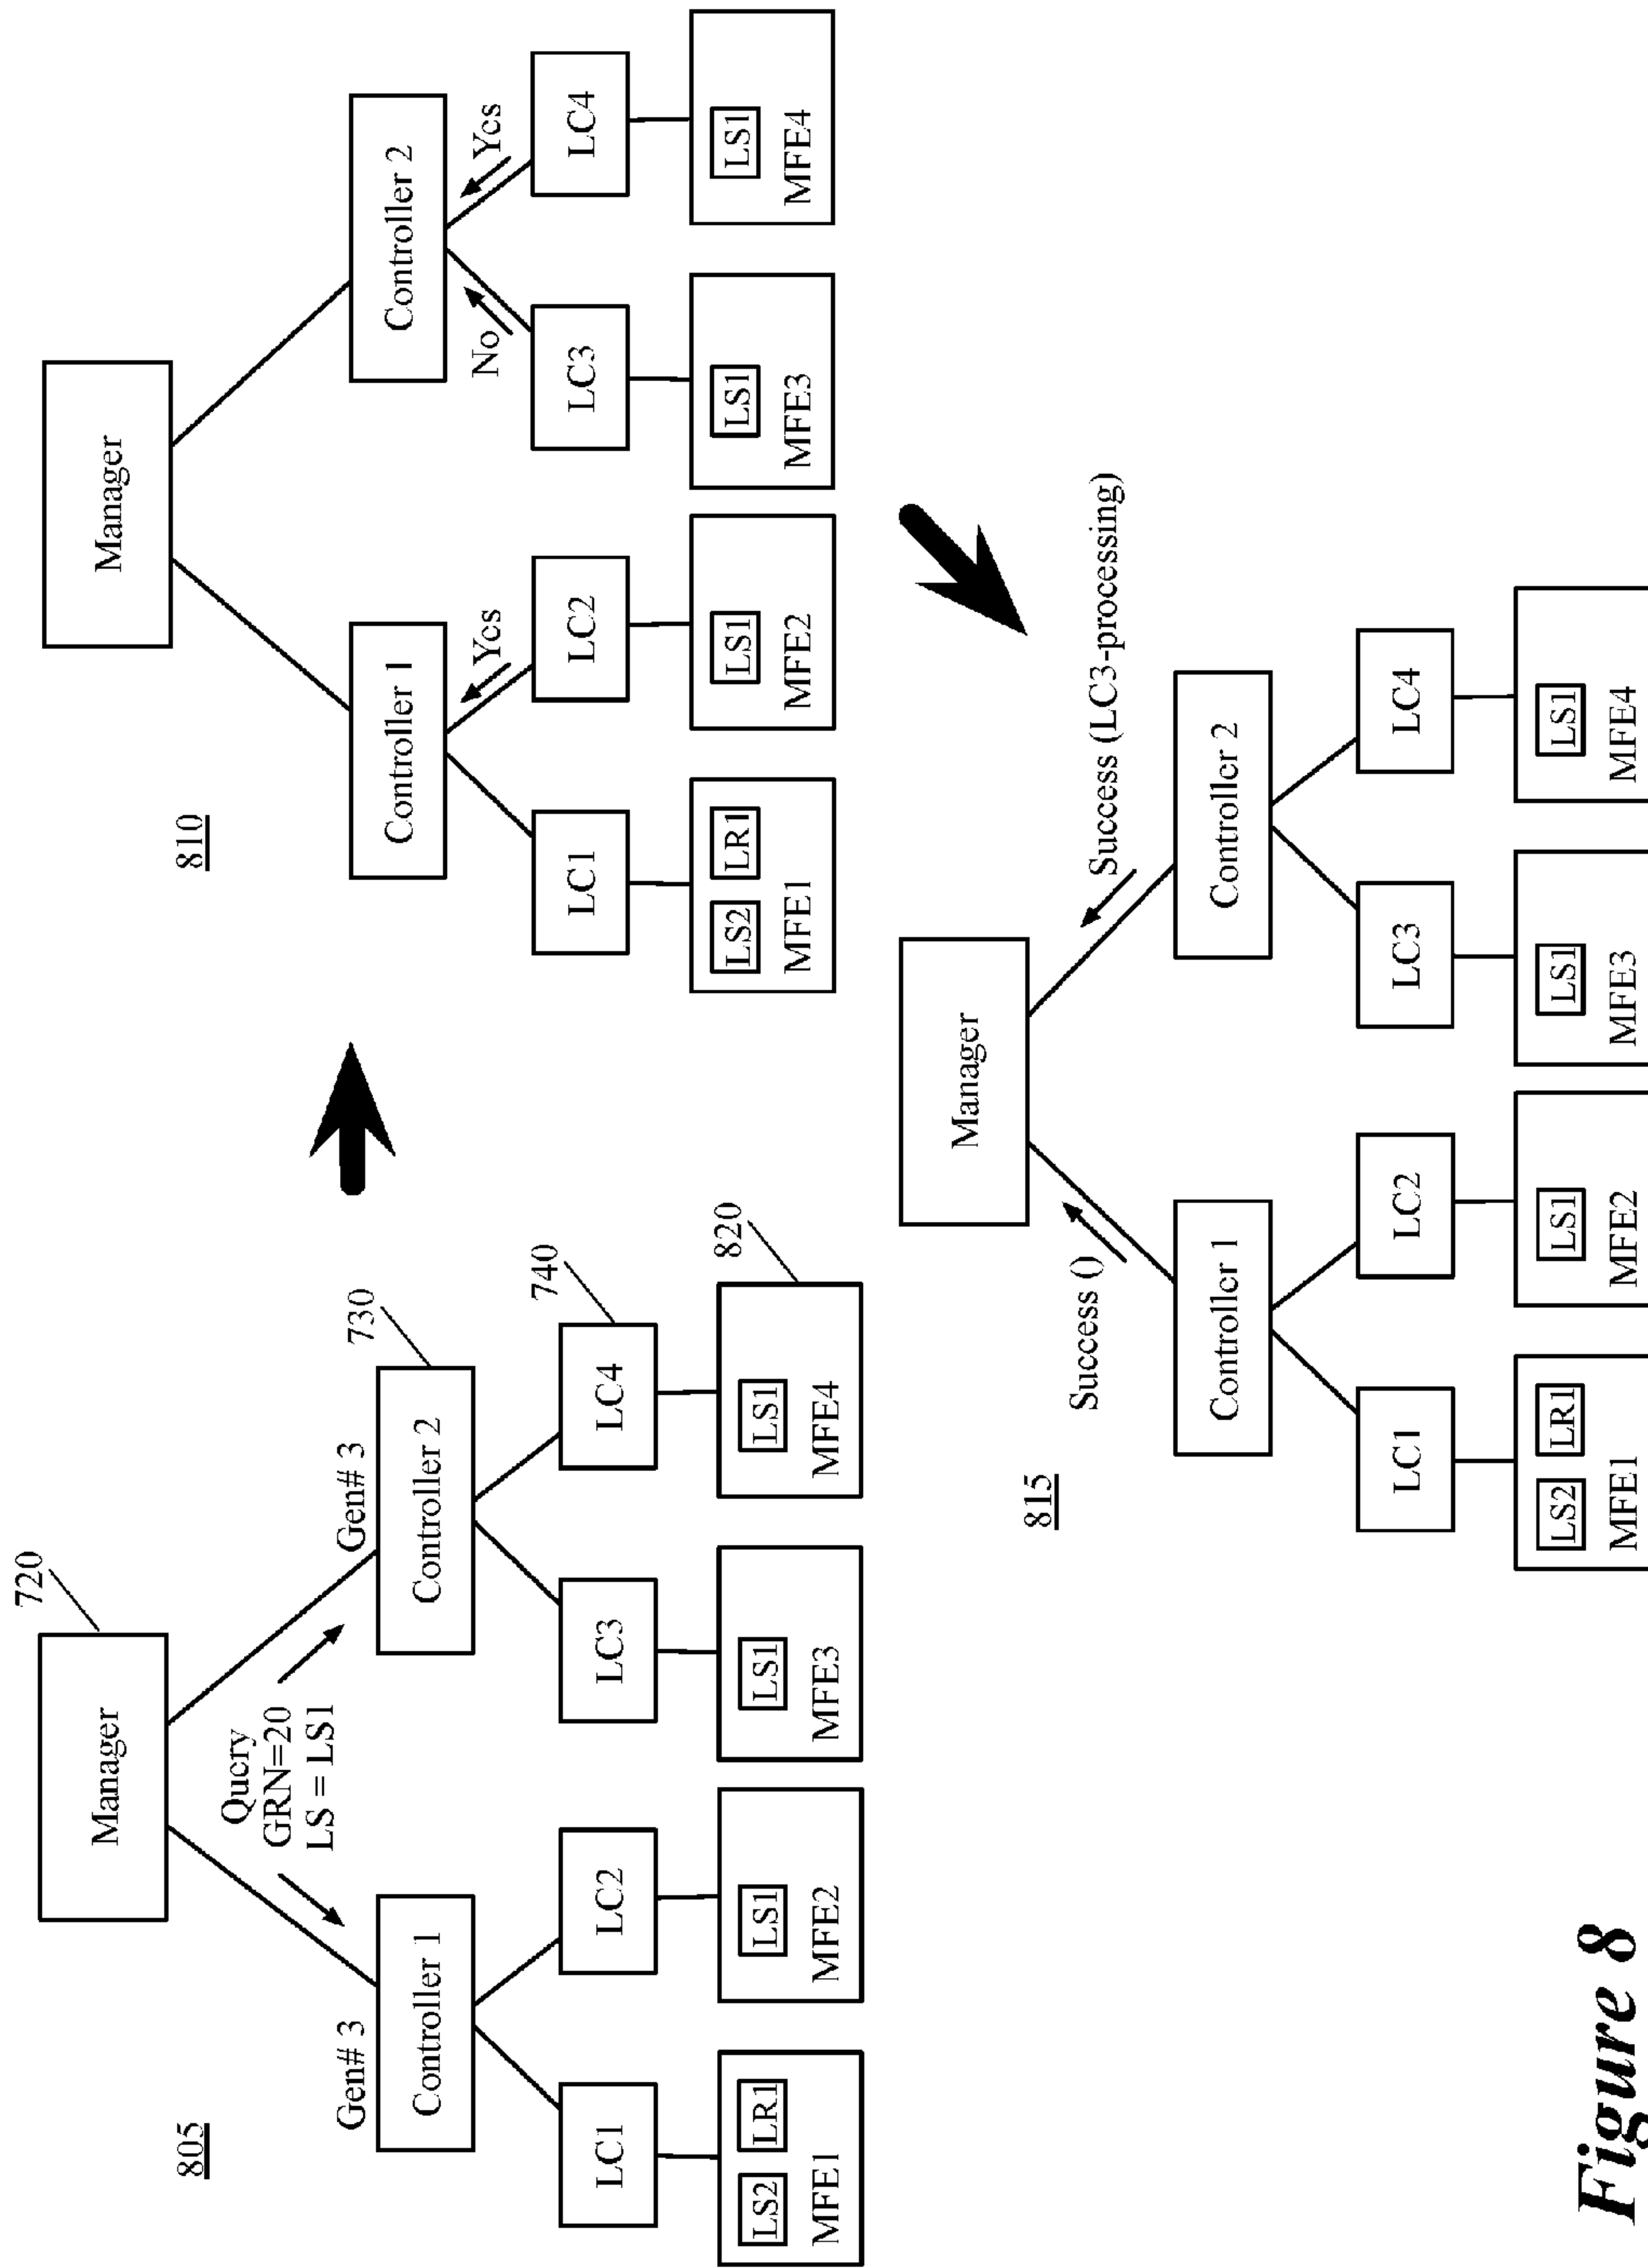 805
720
Manager
Query
GRN=20
LS = LS1
Gen# 3
Gen# 3
730
Controller 1
Controller 2
740
LC1
LC2
LC3
LC4
820
LS2
LR1
LS1
LS1
LS1
MFE1
MFE2
MFE3
MFE4
810
Manager
Controller 1
Controller 2
Yes
No
Yes
LC1
LC2
LC3
LC4
LS2
LR1
LS1
LS1
LS1
MFE1
MFE2
MFE3
MFE4
815
Manager
Success ()
Success (LC3-processing)
Controller 1
Controller 2
LC1
LC2
LC3
LC4
LS2
LR1
LS1
LS1
LS1
MFE1
MFE2
MFE3
MFE4
Figure 8